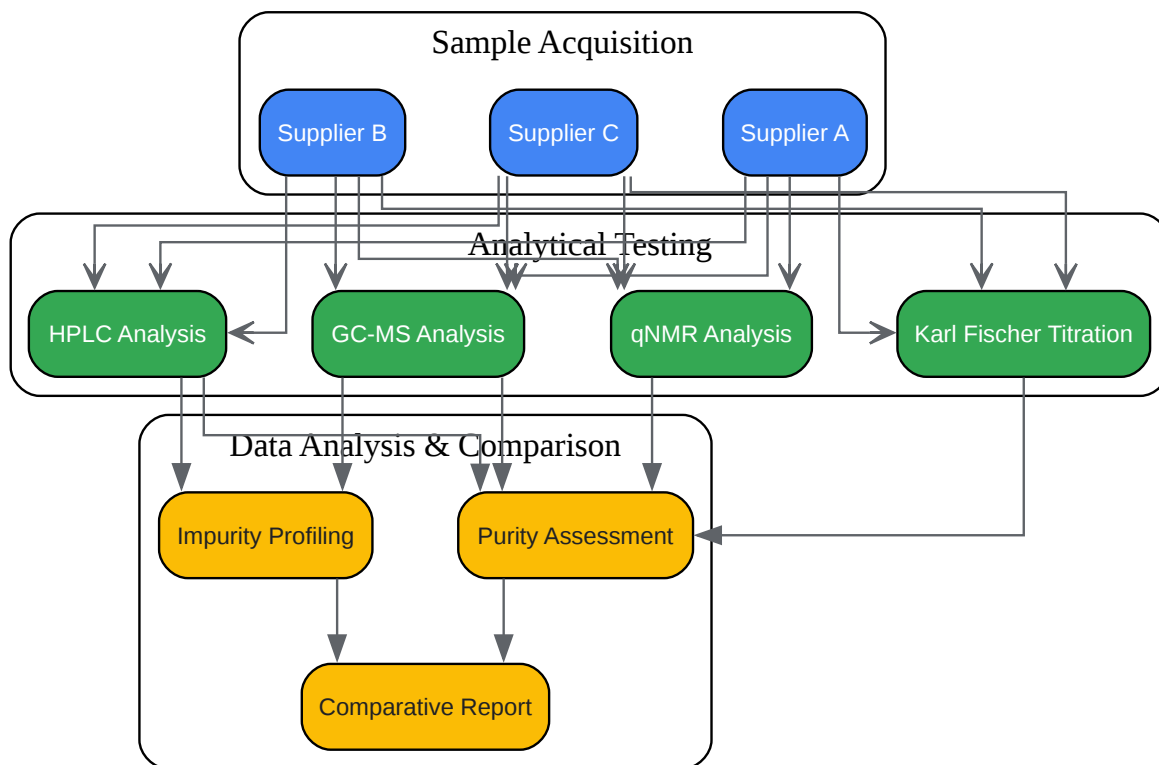 Sample Acquisition
Supplier B
Supplier C
Supplier A
Analytical Testing
HPLC Analysis
GC-MS Analysis
qNMR Analysis
Karl Fischer Titration
Data Analysis & Comparison
Impurity Profiling
Purity Assessment
Comparative Report